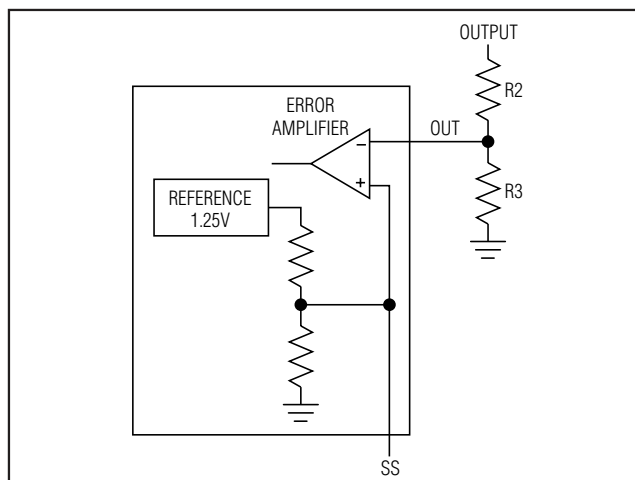 OUTPUT
R2
ERROR
AMPLIFIER
OUT
−
+
REFERENCE
1.25V
R3
SS